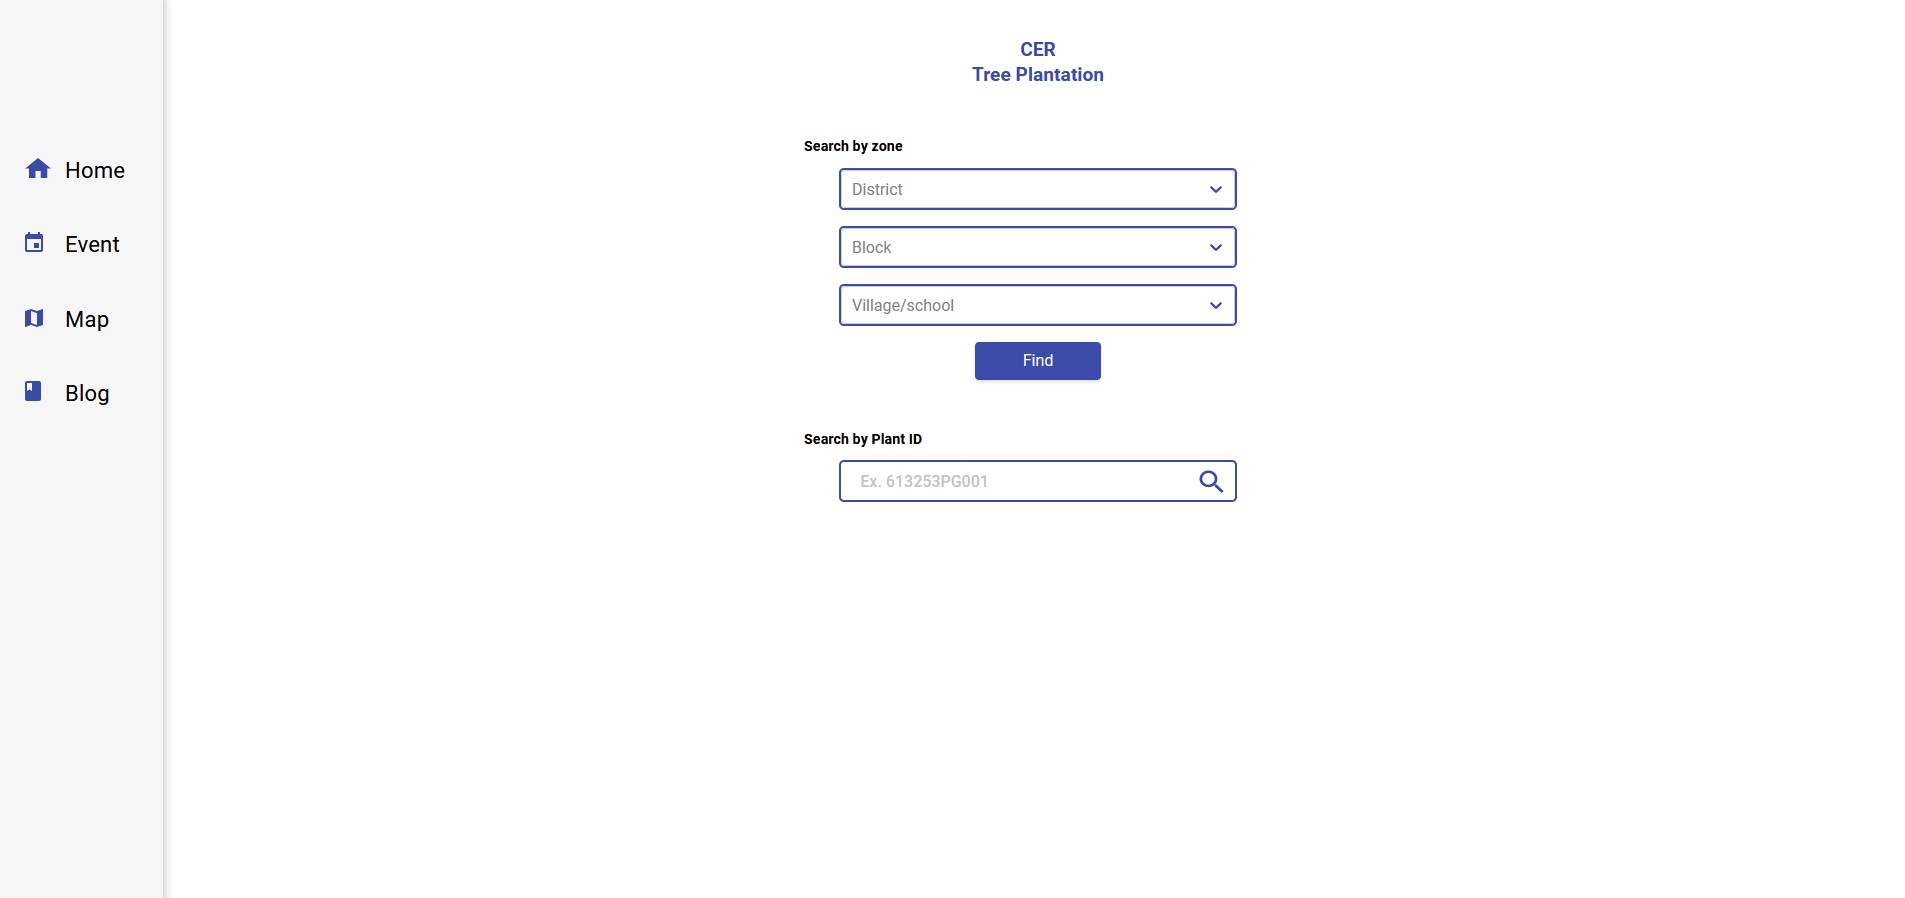 CER
Tree Plantation
Home
Event
Map
Blog
Search by zone
District
Block
Village/school
Find
Search by Plant ID
Ex. 613253PG001